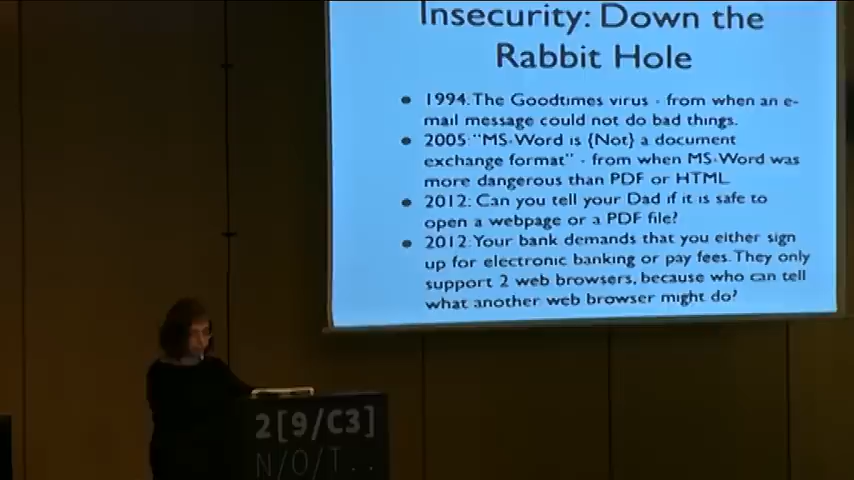 Insecurity: Down the
Rabbit Hole
• 1994: The Goodtimes virus - from when an e-
mail message could not do bad things.
• 2005: "MS-Word is {Not} a document
exchange format" - from when MS-Word was
more dangerous than PDF or HTML
• 2012: Can you tell your Dad if it is safe to
open a webpage or a PDF file?
• 2012: Your bank demands that you either sign
up for electronic banking or pay fees. They only
support 2 web browsers, because who can tell
what another web browser might do?
2[9/C3]
N/O/T..